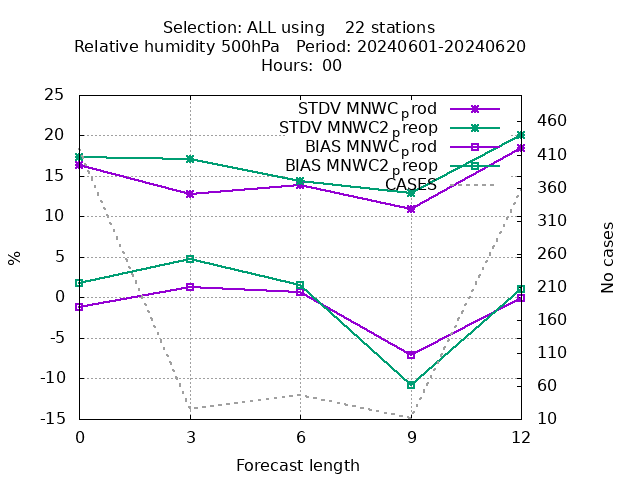 Selection: ALL using    22 stations
Relative humidity 500hPa   Period: 20240601-20240620
Hours: 00
STDV MNWC_prod
STDV MNWC2_preop
BIAS MNWC_prod
BIAS MNWC2_preop
CASES
25
20
15
10
5
0
-5
-10
-15
%
460
410
360
310
260
210
160
110
60
10
No cases
0 3 6 9 12
Forecast length